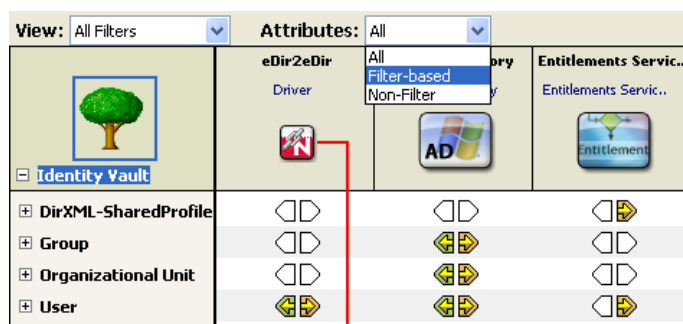 View: All Filters Attributes: All
All
Filter-based
Non-Filter
eDir2eDir ory Entitlements Servic..
Driver y Entitlements Servic..
N AD Entitlement
Identity Vault
DirXML-SharedProfile
Group
Organizational Unit
User